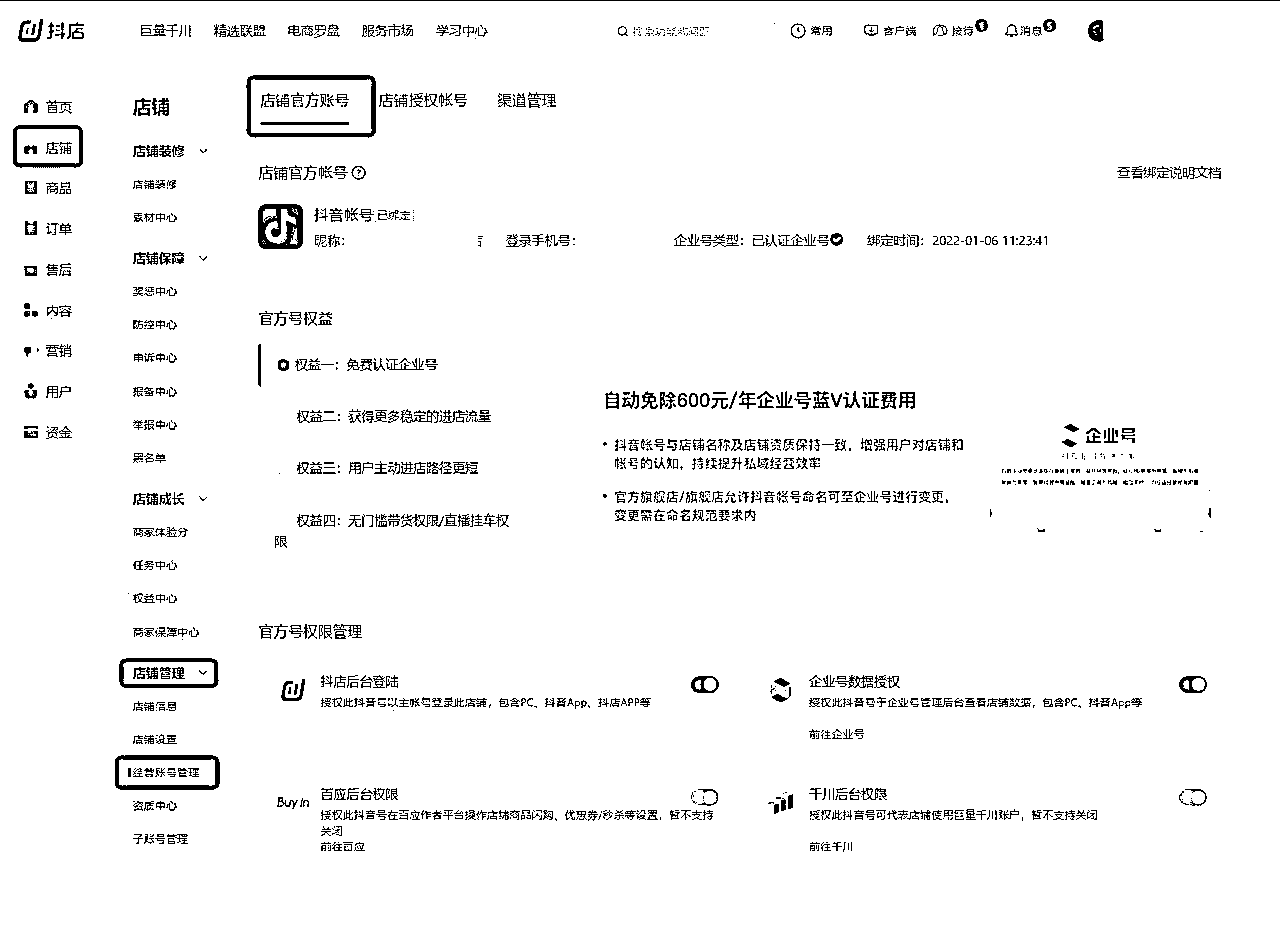 抖店
巨量千川 精选联盟 电商罗盘 服务市场 学习中心
常用 客户端 接待 消息
首页
店铺
商品
订单
售后
内容
营销
用户
资金
店铺
店铺装修
店铺装修
素材中心
店铺保障
奖惩中心
防控中心
申诉中心
报备中心
举报中心
黑名单
店铺成长
商家体验分
任务中心
权益中心
商家保障中心
店铺管理
店铺信息
店铺设置
经营账号管理
资质中心
子账号管理
店铺官方账号 店铺授权帐号 渠道管理
店铺官方帐号
查看绑定说明文档
抖音帐号 已绑定
昵称： 登录手机号： 企业号类型：已认证企业号 绑定时间：2022-01-06 11:23:41
官方号权益
权益一：免费认证企业号
权益二：获得更多稳定的进店流量
权益三：用户主动进店路径更短
权益四：无门槛带货权限/直播挂车权
限
自动免除600元/年企业号蓝V认证费用
• 抖音帐号与店铺名称及店铺资质保持一致，增强用户对店铺和
帐号的认知，持续提升私域经营效率
• 官方旗舰店/旗舰店允许抖音帐号命名可至企业号进行变更，
变更需在命名规范要求内
企业号
官方号权限管理
抖店后台登陆
授权此抖音号以主帐号登录此店铺，包含PC、抖音App、抖店APP等
企业号数据授权
授权此抖音号于企业号管理后台查看店铺数据，包含PC、抖音App等
前往企业号
Buy in
百应后台权限
授权此抖音号在百应作者平台操作店铺商品闪购、优惠券/秒杀等设置，暂不支持
关闭
前往百应
千川后台权限
授权此抖音号可代表店铺使用巨量千川账户，暂不支持关闭
前往千川